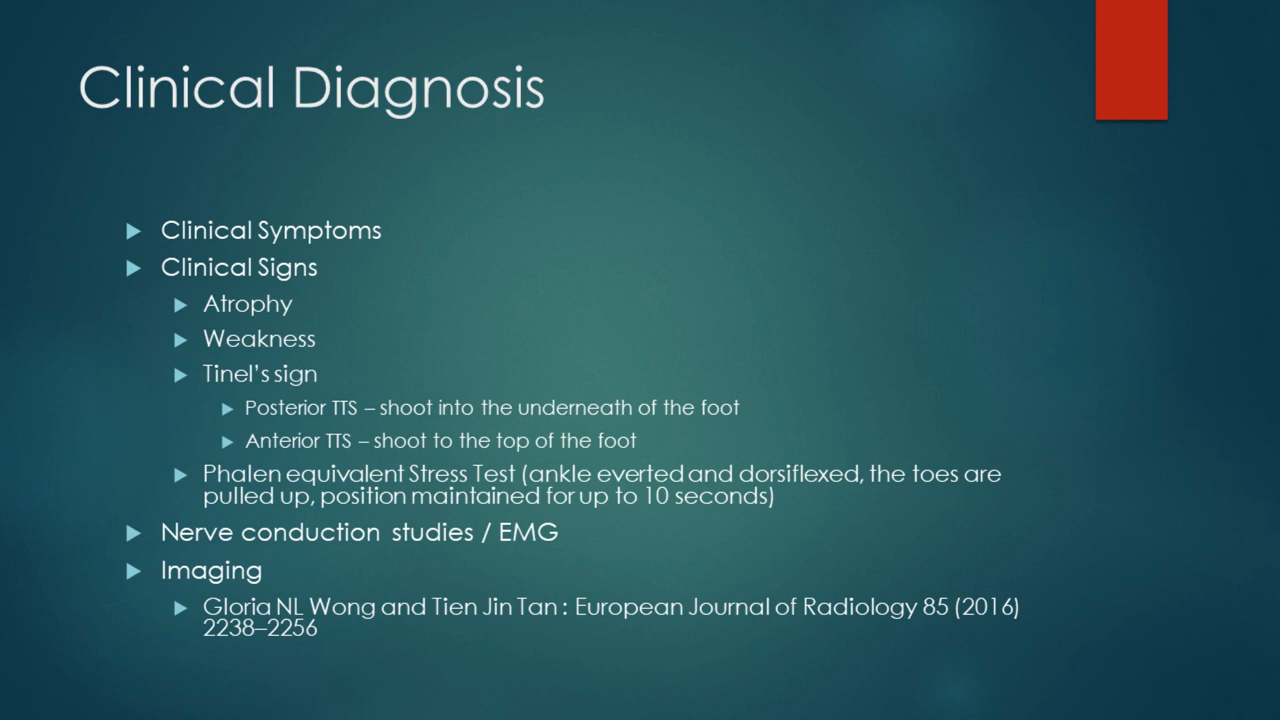 Clinical Diagnosis
Clinical Symptoms
Clinical Signs
Atrophy
Weakness
Tinel's sign
Posterior TTS – shoot into the underneath of the foot
Anterior TTS – shoot to the top of the foot
Phalen equivalent Stress Test (ankle everted and dorsiflexed, the toes are
pulled up, position maintained for up to 10 seconds)
Nerve conduction studies / EMG
Imaging
Gloria NL Wong and Tien Jin Tan : European Journal of Radiology 85 (2016)
2238–2256